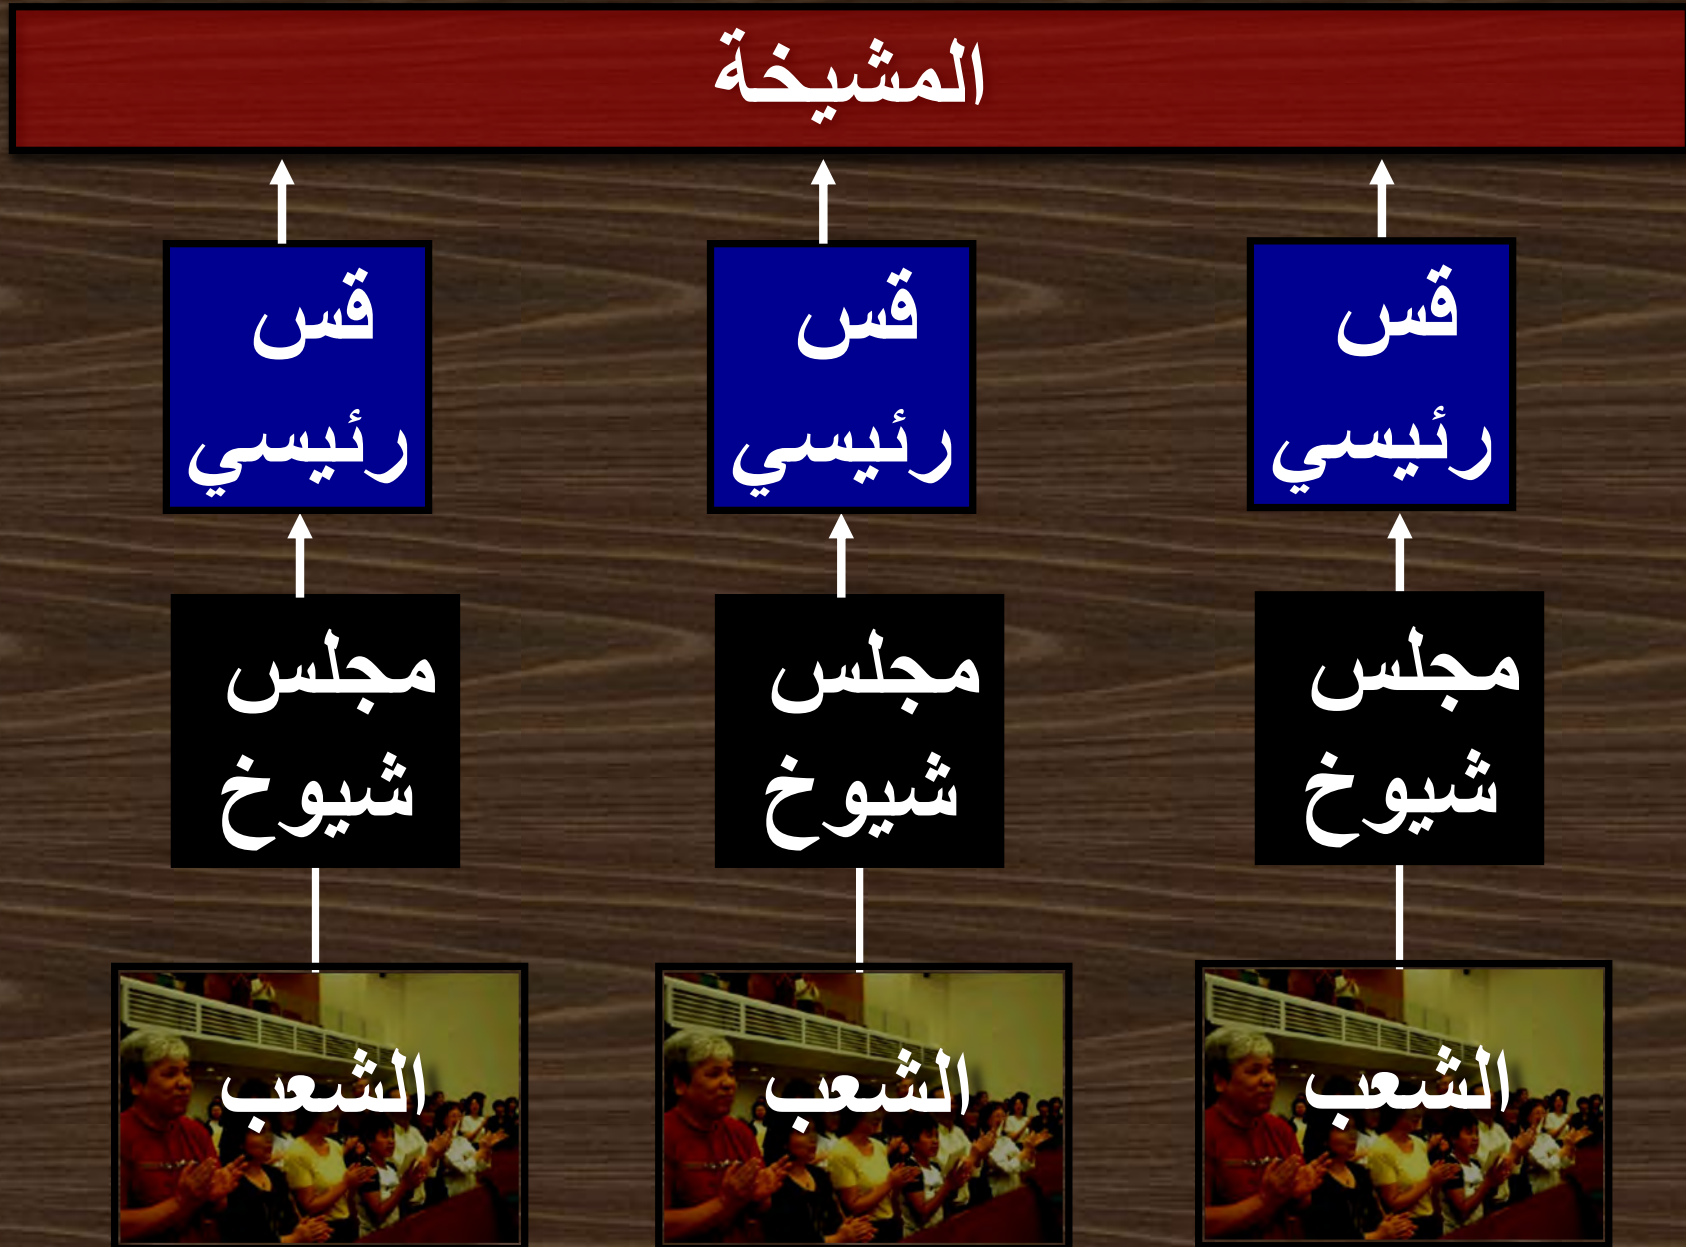 المشيخة
قس
رئيسي
قس
رئيسي
قس
رئيسي
مجلس
شيوخ
مجلس
شيوخ
مجلس
شيوخ
الشعب
الشعب
الشعب